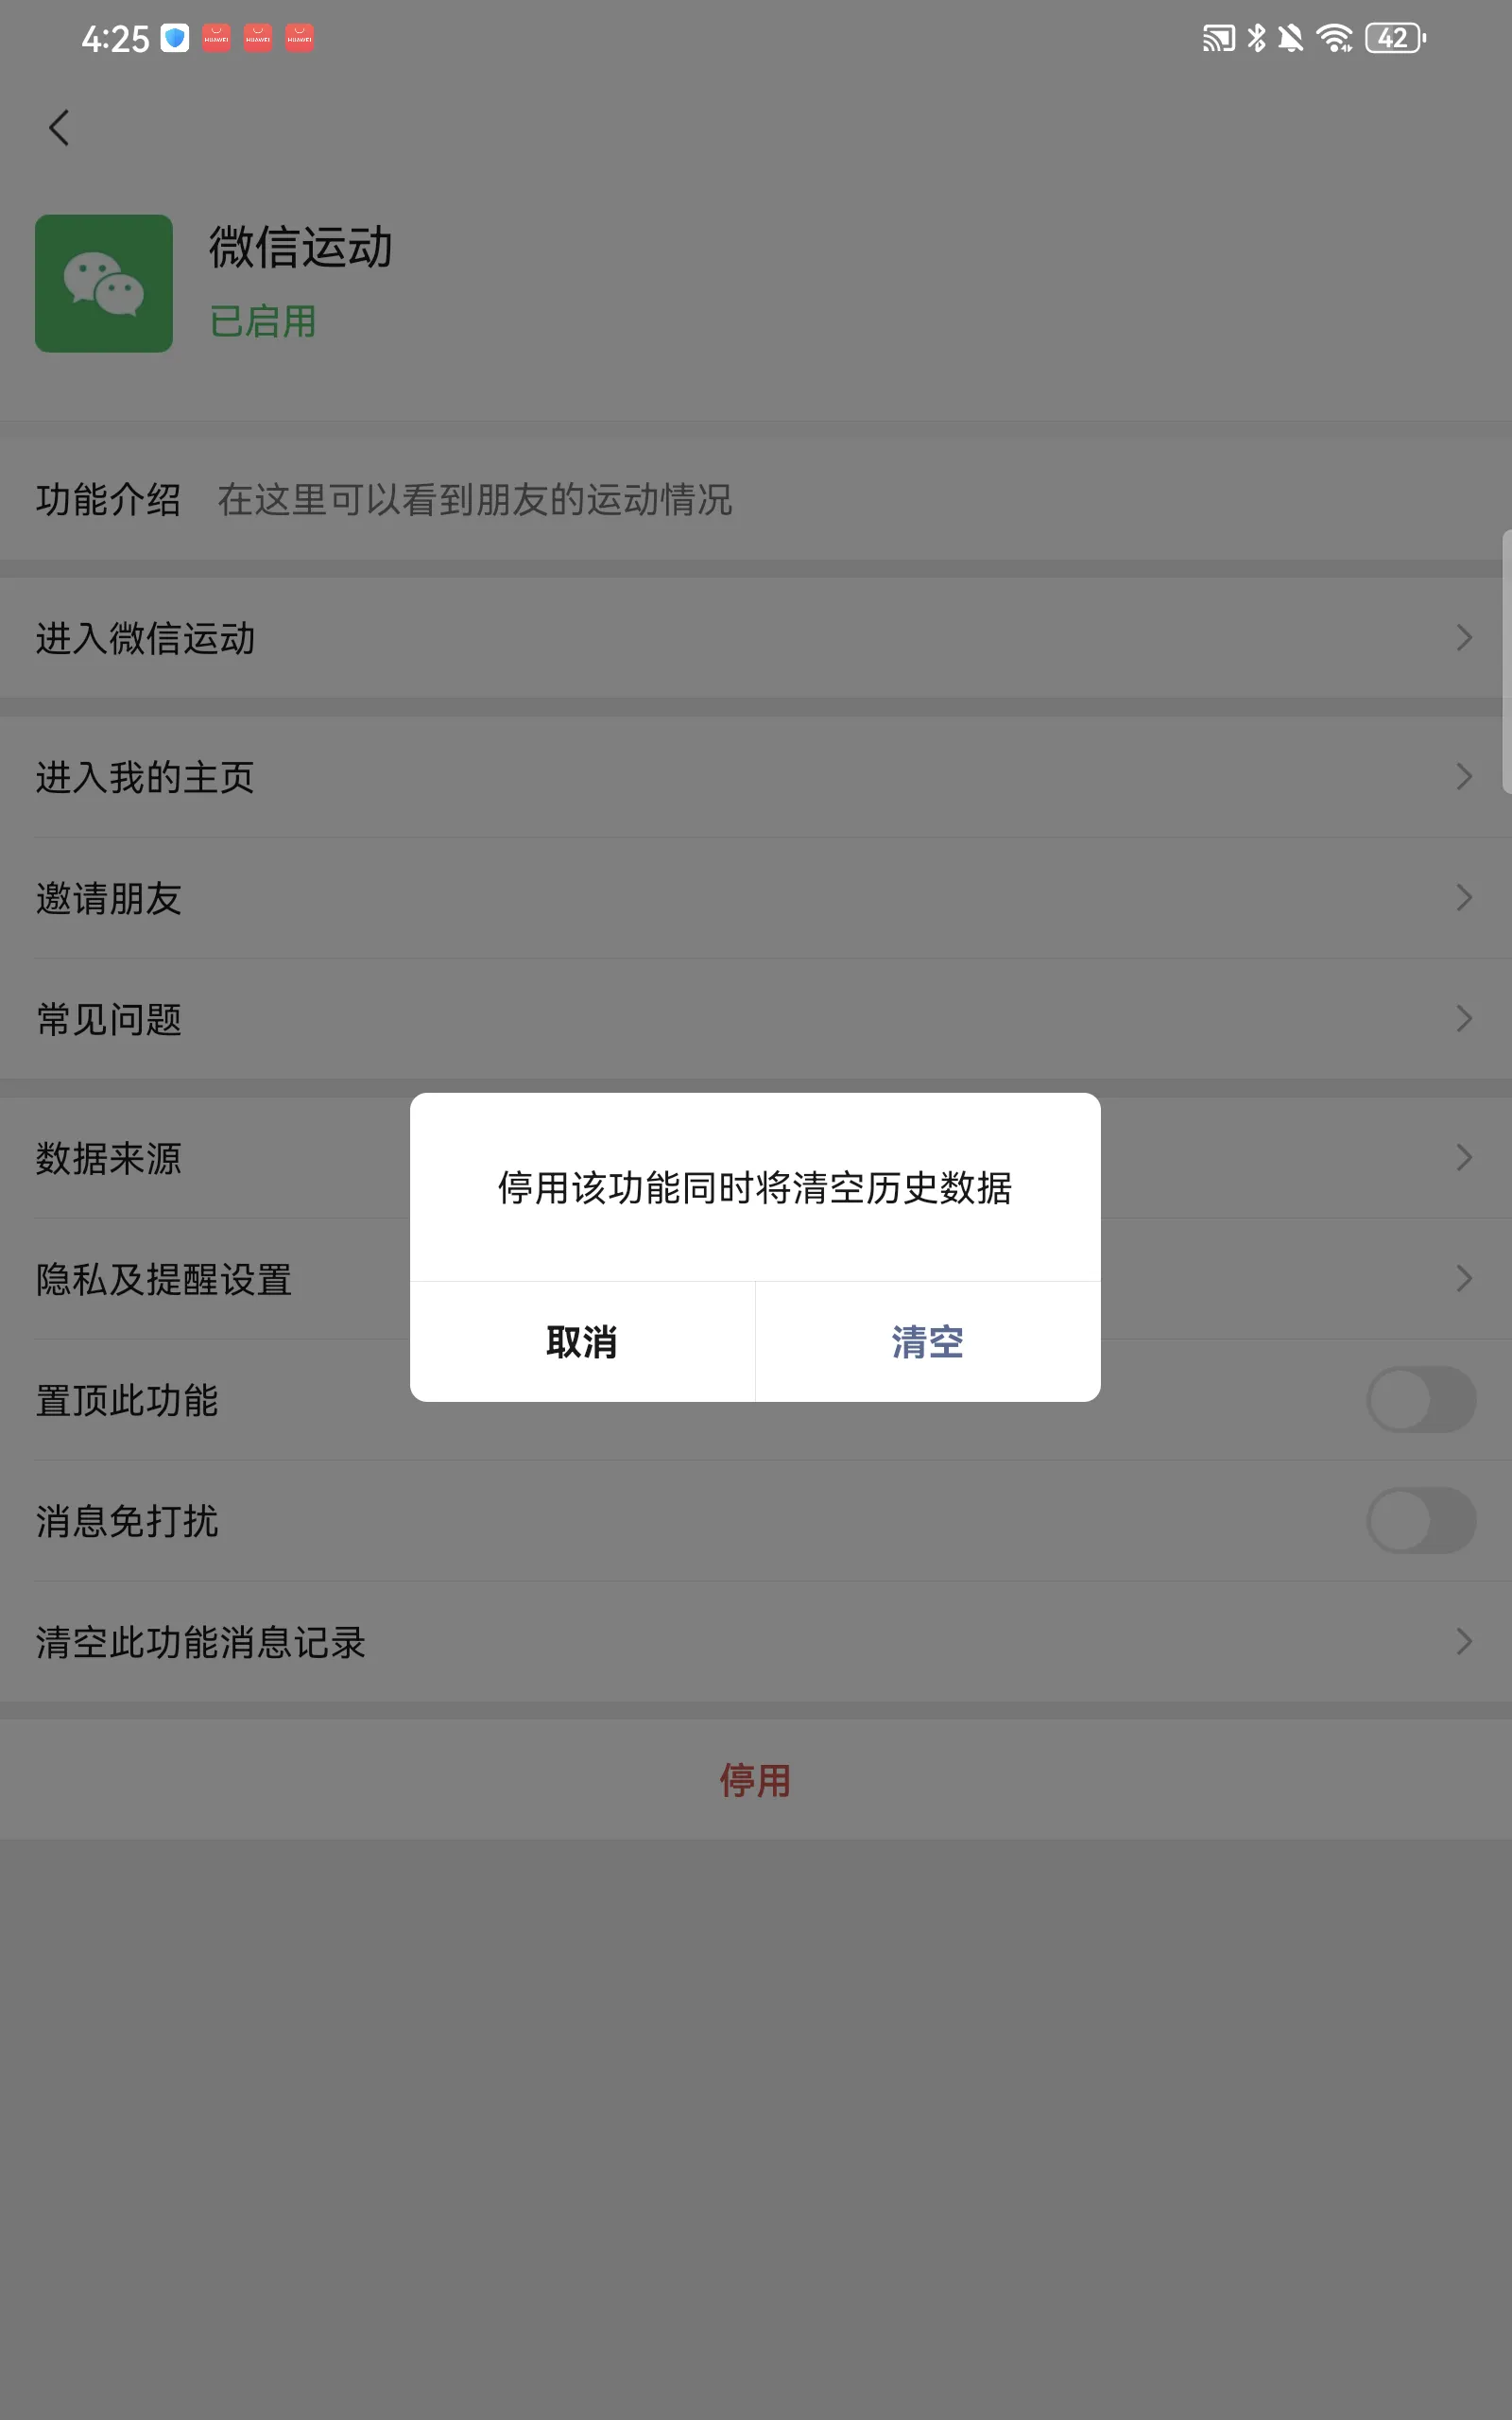 4:25 HUAWEI HUAWEI HUAWEI 42
微信运动
已启用
功能介绍 在这里可以看到朋友的运动情况
进入微信运动
进入我的主页
邀请朋友
常见问题
数据来源
停用该功能同时将清空历史数据
隐私及提醒设置
取消 清空
置顶此功能
消息免打扰
清空此功能消息记录
停用